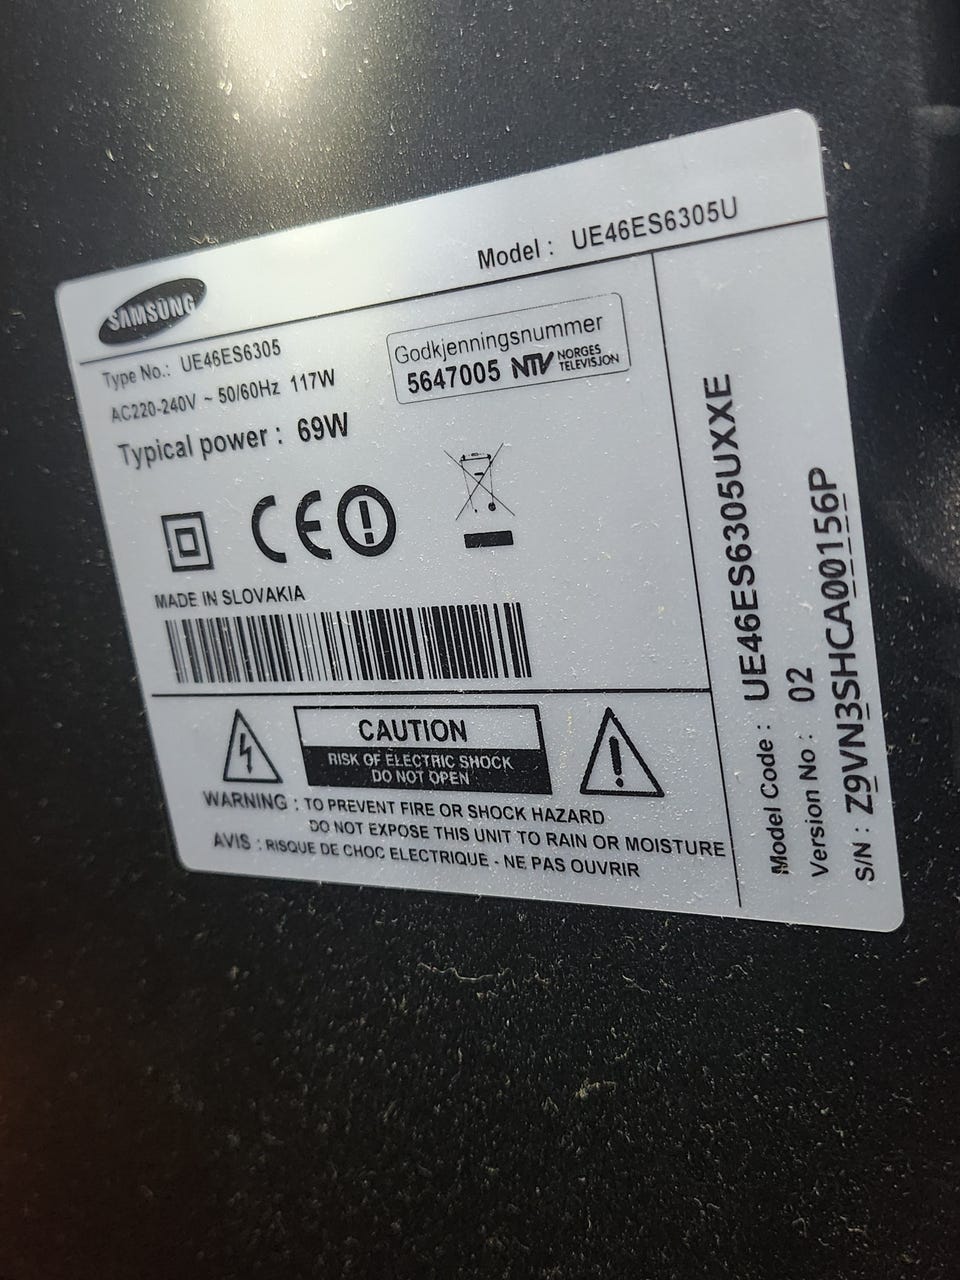 SAMSUNG
Model : UE46ES6305U
Type No.: UE46ES6305
AC220-240V ~ 50/60Hz 117W
Typical power : 69W
Godkjenningsnummer
5647005 NTV NORGES TELEVISJON
CE
MADE IN SLOVAKIA
CAUTION
RISK OF ELECTRIC SHOCK
DO NOT OPEN
WARNING : TO PREVENT FIRE OR SHOCK HAZARD
DO NOT EXPOSE THIS UNIT TO RAIN OR MOISTURE
AVIS : RISQUE DE CHOC ELECTRIQUE - NE PAS OUVRIR
Model Code : UE46ES6305UXXE
Version No : 02
S/N : Z9VN3SHCA00156P